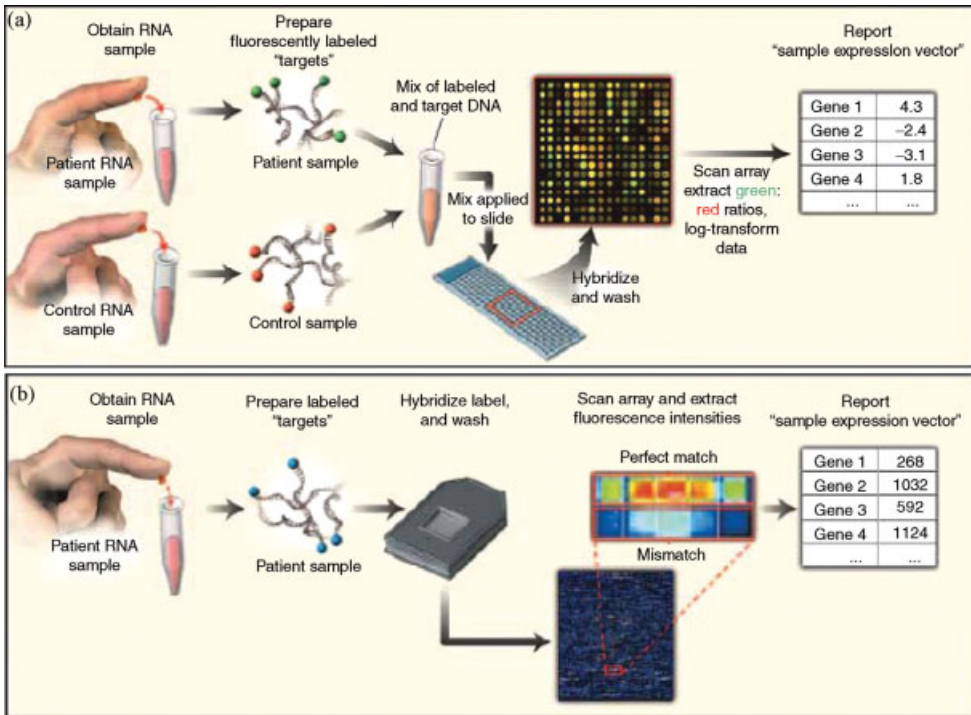 (a)
Obtain RNA
sample
Patient RNA
sample
Control RNA
sample
Prepare
fluorescently labeled
“targets”
Patient sample
Control sample
Mix of labeled
and target DNA
Mix applied
to slide
Hybridize
and wash
Scan array
extract green:
red ratios,
log-transform
data
Report
“sample expression vector”
Gene 1 4.3
Gene 2 −2.4
Gene 3 −3.1
Gene 4 1.8
... ...
(b)
Obtain RNA
sample
Patient RNA
sample
Prepare labeled
“targets”
Patient sample
Hybridize label,
and wash
Scan array and extract
fluorescence intensities
Perfect match
Mismatch
Report
“sample expression vector”
Gene 1 268
Gene 2 1032
Gene 3 592
Gene 4 1124
... ...